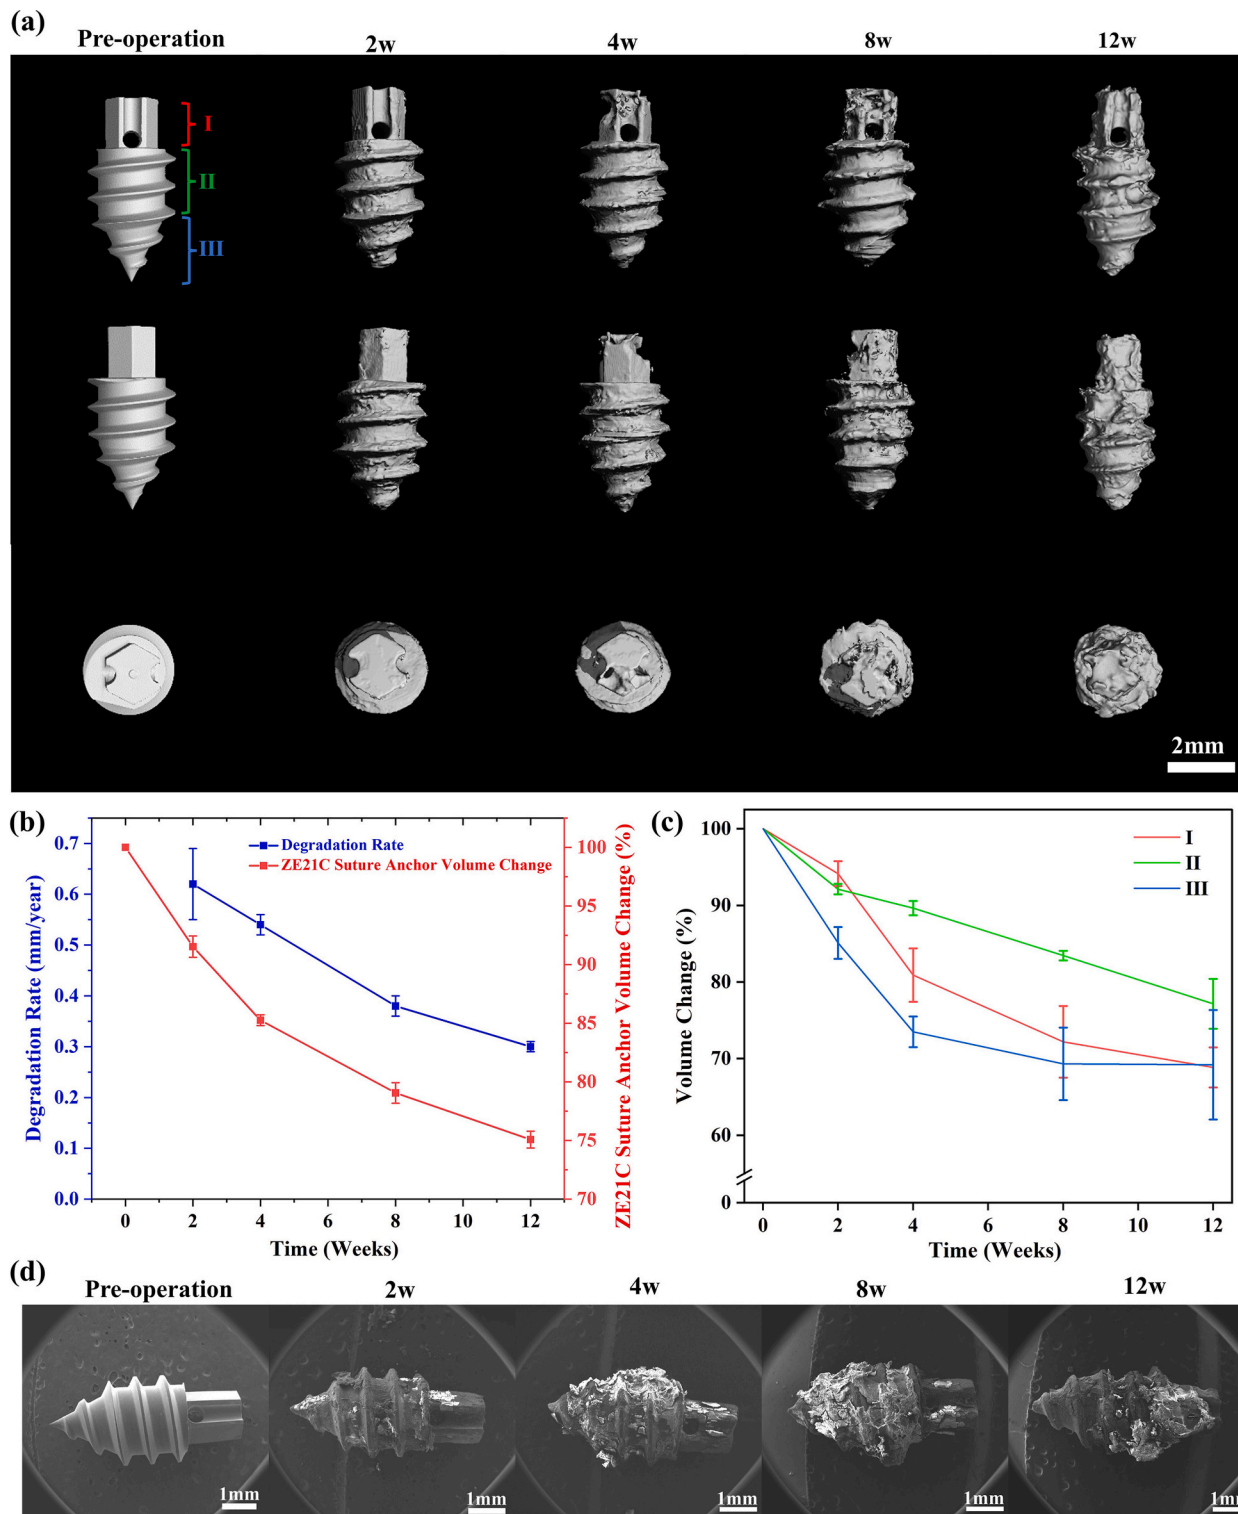 (a)
Pre-operation 2w 4w 8w 12w
I
II
III
2mm
(b)
Degradation Rate (mm/year)
0.7
0.6
0.5
0.4
0.3
0.2
0.1
0.0
Degradation Rate
ZE21C Suture Anchor Volume Change
100
95
90
85
80
75
70
ZE21C Suture Anchor Volume Change (%)
0 2 4 6 8 10 12
Time (Weeks)
(c)
Volume Change (%)
100
90
80
70
60
0
I
II
III
0 2 4 6 8 10 12
Time (Weeks)
(d)
Pre-operation 2w 4w 8w 12w
1mm 1mm 1mm 1mm 1mm